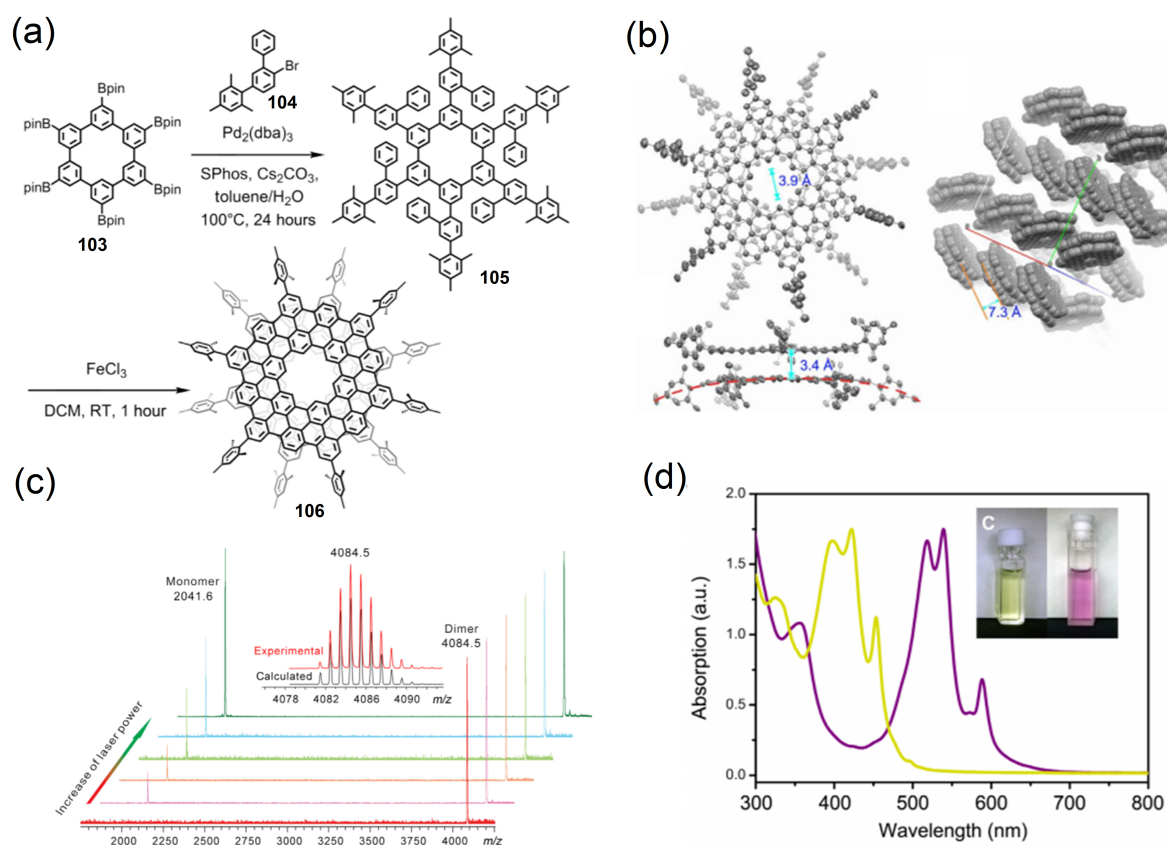 (a)
Br
104
Bpin
pinB
Bpin
pinB
Bpin
Bpin
103
Pd2(dba)3
SPhos, Cs2CO3,
toluene/H2O
100°C, 24 hours
105
FeCl3
DCM, RT, 1 hour
106
(b)
3.9 Å
3.4 Å
7.3 Å
(c)
Monomer
2041.6
4084.5
Experimental
Calculated
4078 4082 4086 4090 m/z
Dimer
4084.5
Increase of laser power
2000 2250 2500 2750 3000 3250 3500 3750 4000 m/z
(d)
2.0
1.5
1.0
0.5
0.0
Absorption (a.u.)
C
300 400 500 600 700 800
Wavelength (nm)